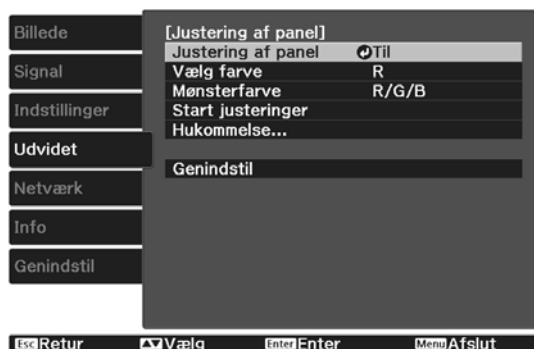 Billede
Signal
Indstillinger
Udvidet
Netværk
Info
Genindstil
[Justering af panel]
Justering af panel Til
Vælg farve R
Mønsterfarve R/G/B
Start justeringer
Hukommelse...
Genindstil
Esc Retur Vælg Enter Enter Menu Afslut